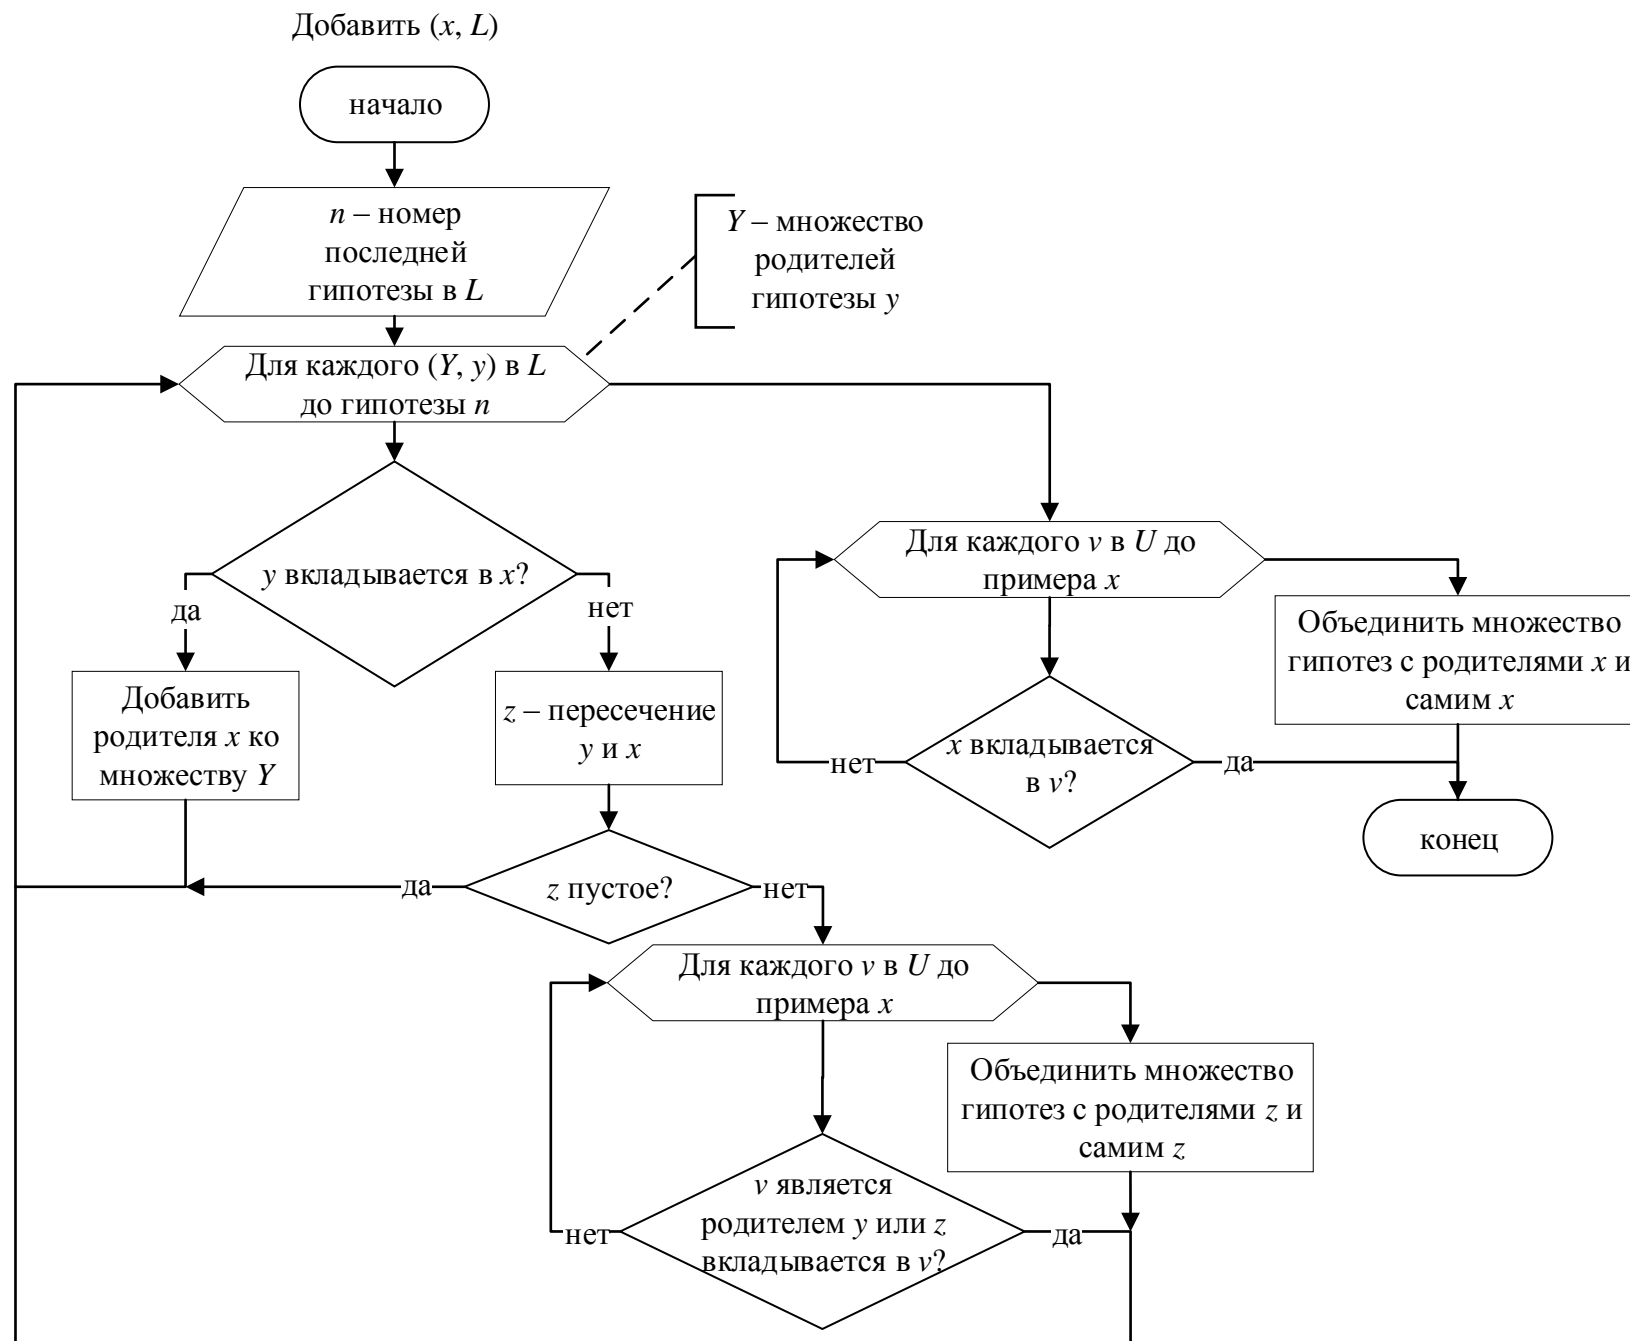 Добавить (x, L)
начало
n – номер
последней
гипотезы в L
Y – множество
родителей
гипотезы y
Для каждого (Y, y) в L
до гипотезы n
y вкладывается в x?
да
нет
Добавить
родителя x ко
множеству Y
z – пересечение
y и x
Для каждого v в U до
примера x
Объединить множество
гипотез с родителями x и
самим x
x вкладывается
в v?
нет
да
конец
z пустое?
да
нет
Для каждого v в U до
примера x
Объединить множество
гипотез с родителями z и
самим z
v является
родителем y или z
вкладывается в v?
нет
да